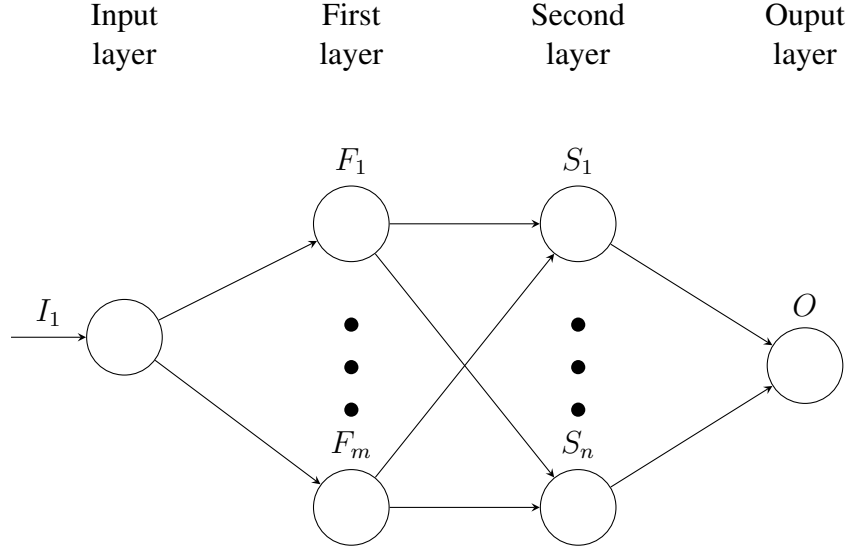 Input
layer
First
layer
Second
layer
Ouput
layer
F₁
S₁
I₁
O
Fₘ
Sₙ